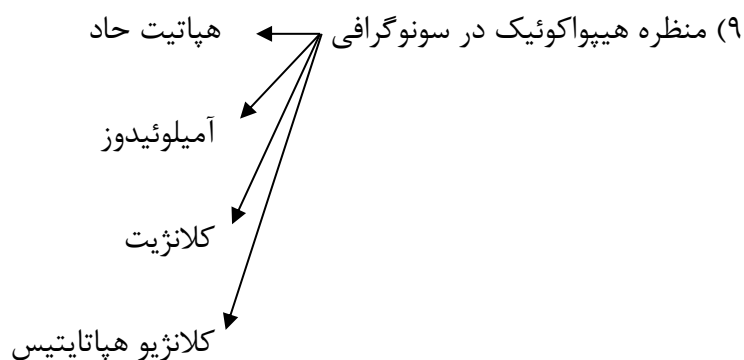 ۹) منظره هیپواکوئیک در سونوگرافی هپاتیت حاد
آمیلوئیدوز
کلانژیت
کلانژیو هپاتایتیس